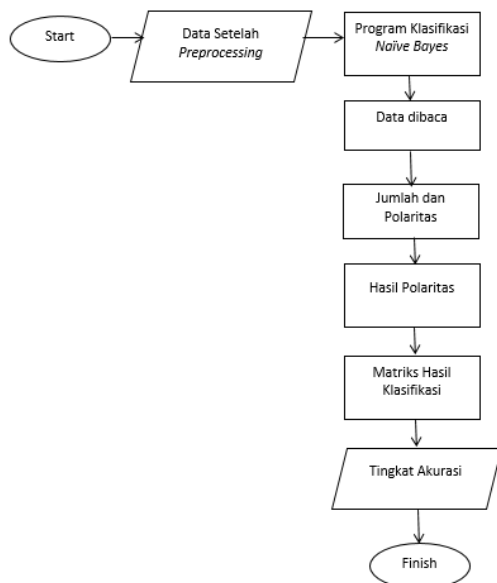 Start
Data Setelah
Preprocessing
Program Klasifikasi
Naïve Bayes
Data dibaca
Jumlah dan
Polaritas
Hasil Polaritas
Matriks Hasil
Klasifikasi
Tingkat Akurasi
Finish